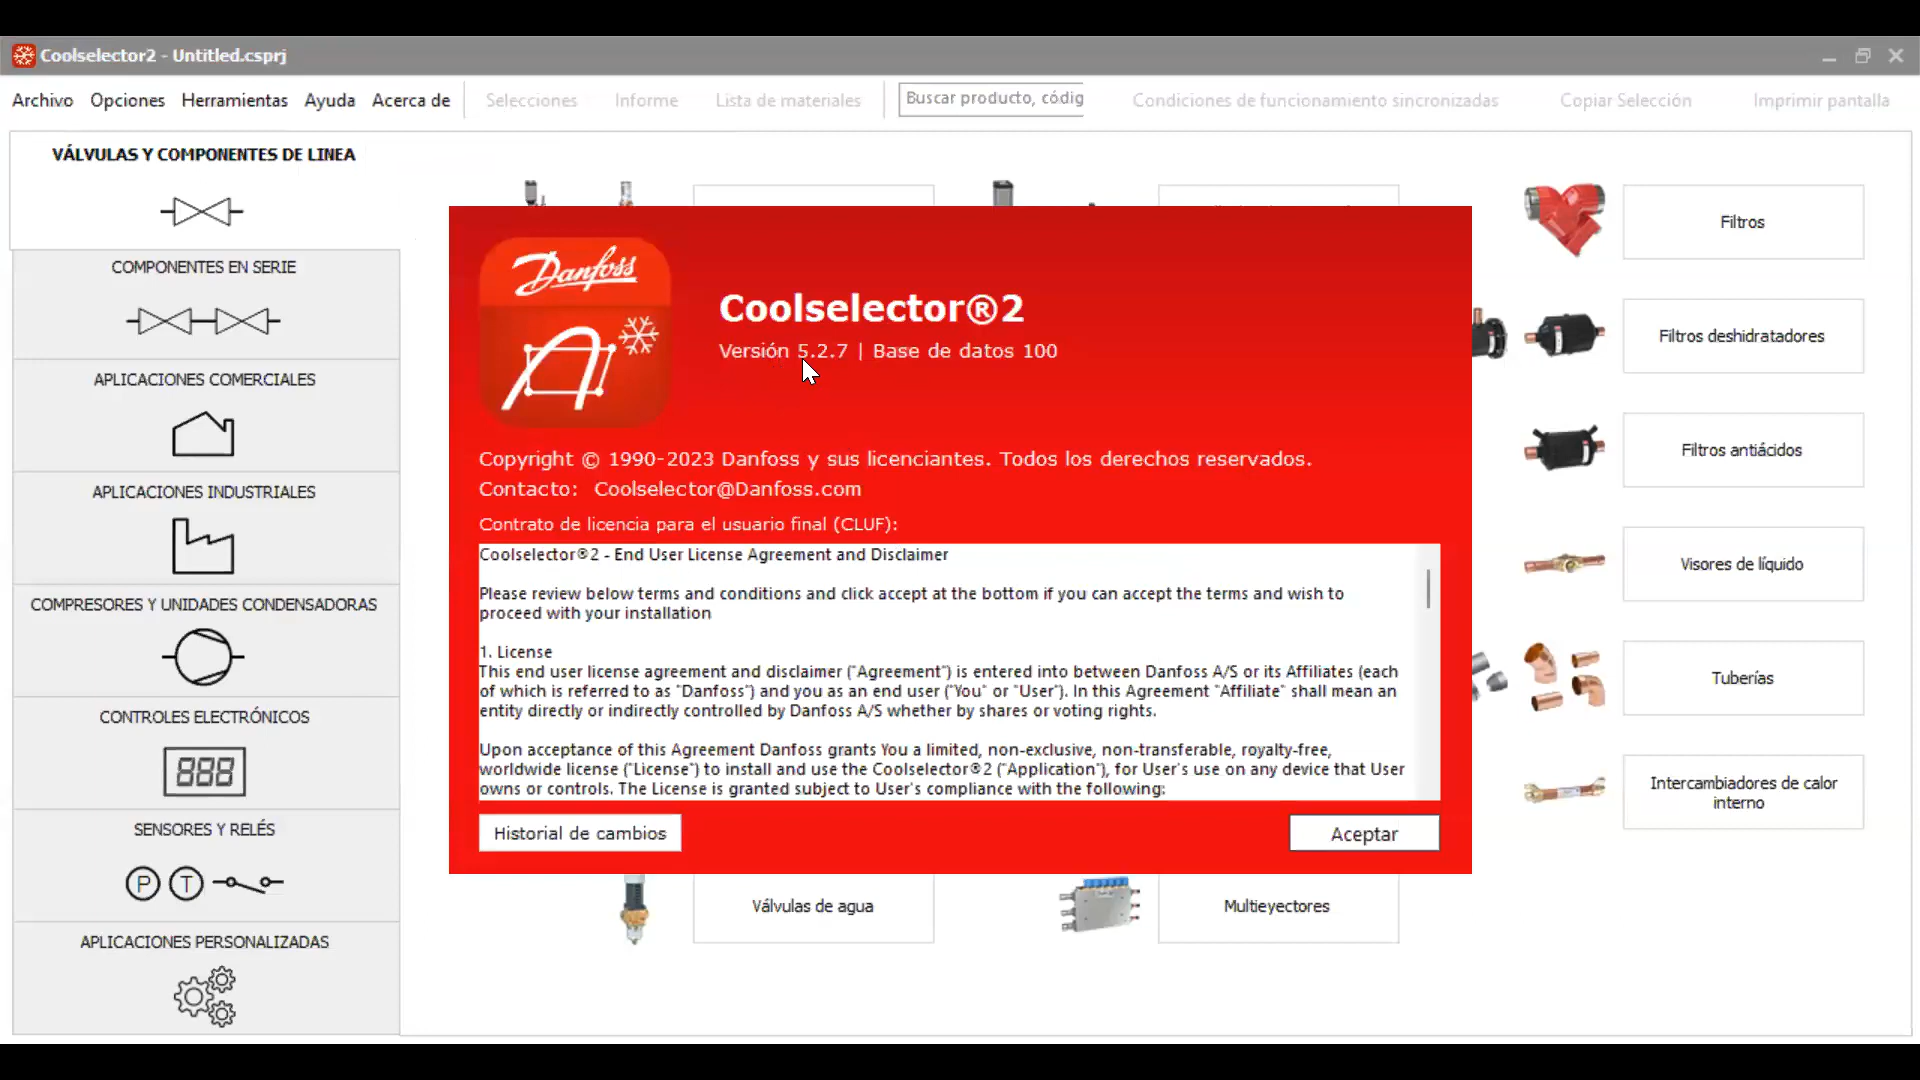 Coolselector2 - Untitled.csprj
Archivo Opciones Herramientas Ayuda Acerca de Selecciones Informe Lista de materiales Buscar producto, códig Condiciones de funcionamiento sincronizadas Copiar Selección Imprimir pantalla
VÁLVULAS Y COMPONENTES DE LINEA
COMPONENTES EN SERIE
APLICACIONES COMERCIALES
APLICACIONES INDUSTRIALES
COMPRESORES Y UNIDADES CONDENSADORAS
CONTROLES ELECTRÓNICOS
888
SENSORES Y RELÉS
P T
APLICACIONES PERSONALIZADAS
Danfoss
Coolselector®2
Versión 5.2.7 | Base de datos 100
Copyright © 1990-2023 Danfoss y sus licenciantes. Todos los derechos reservados.
Contacto: Coolselector@Danfoss.com
Contrato de licencia para el usuario final (CLUF):
Coolselector®2 - End User License Agreement and Disclaimer
Please review below terms and conditions and click accept at the bottom if you can accept the terms and wish to
proceed with your installation
1. License
This end user license agreement and disclaimer ("Agreement") is entered into between Danfoss A/S or its Affiliates (each
of which is referred to as "Danfoss") and you as an end user ("You" or "User"). In this Agreement "Affiliate" shall mean an
entity directly or indirectly controlled by Danfoss A/S whether by shares or voting rights.
Upon acceptance of this Agreement Danfoss grants You a limited, non-exclusive, non-transferable, royalty-free,
worldwide license ("License") to install and use the Coolselector®2 ("Application"), for User's use on any device that User
owns or controls. The License is granted subject to User's compliance with the following:
Historial de cambios Aceptar
Válvulas de agua
Multieyectores
Filtros
Filtros deshidratadores
Filtros antiácidos
Visores de líquido
Tuberías
Intercambiadores de calor
interno